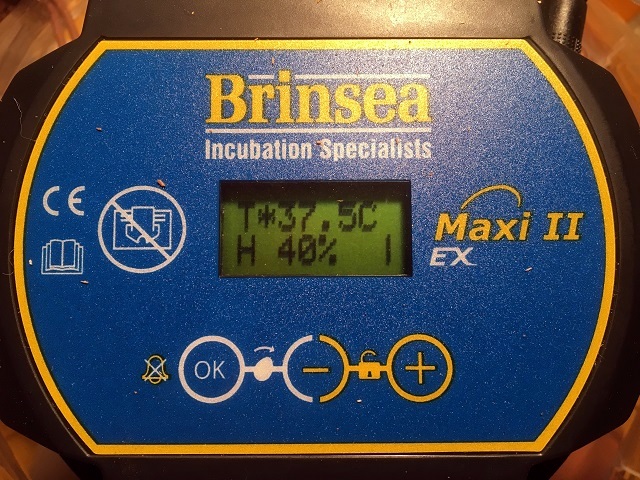 Brinsea
Incubation Specialists
CE
T*37.5C
H 40% |
Maxi II
EX
OK
−
+